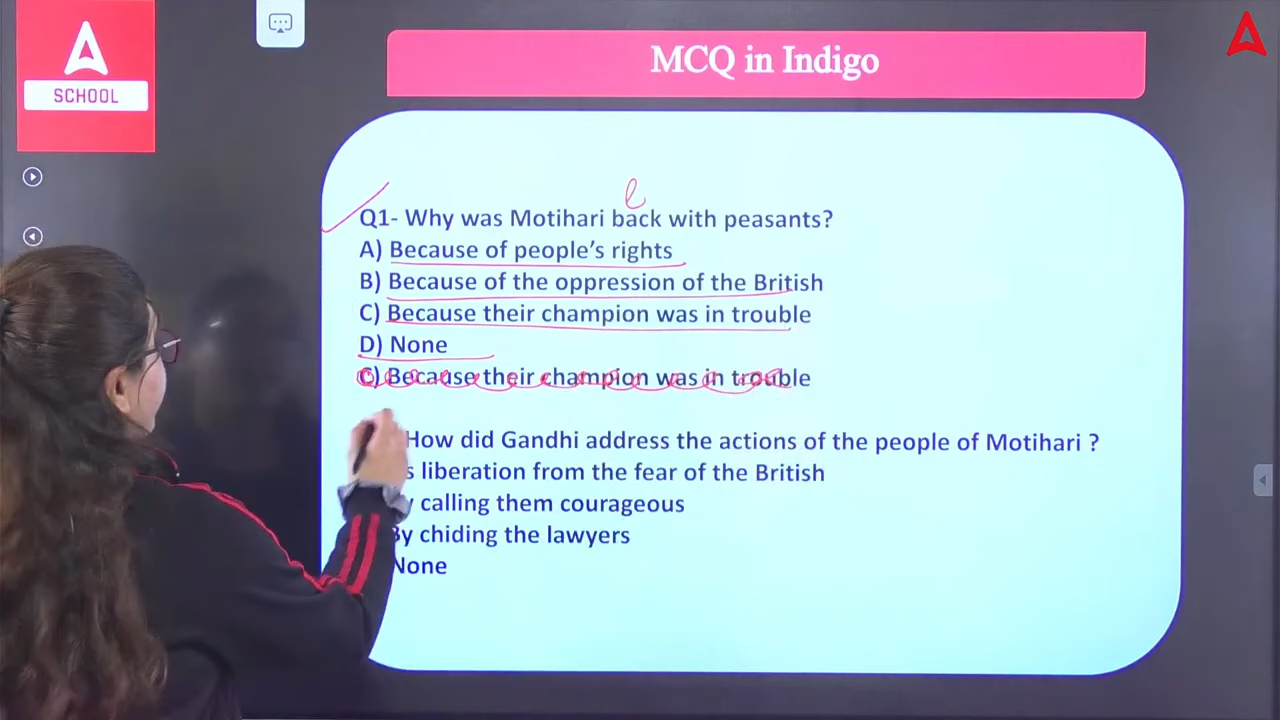 SCHOOL
MCQ in Indigo
l
Q1- Why was Motihari back with peasants?
A) Because of people's rights
B) Because of the oppression of the British
C) Because their champion was in trouble
D) None
C) Because their champion was in trouble
How did Gandhi address the actions of the people of Motihari ?
liberation from the fear of the British
calling them courageous
By chiding the lawyers
None